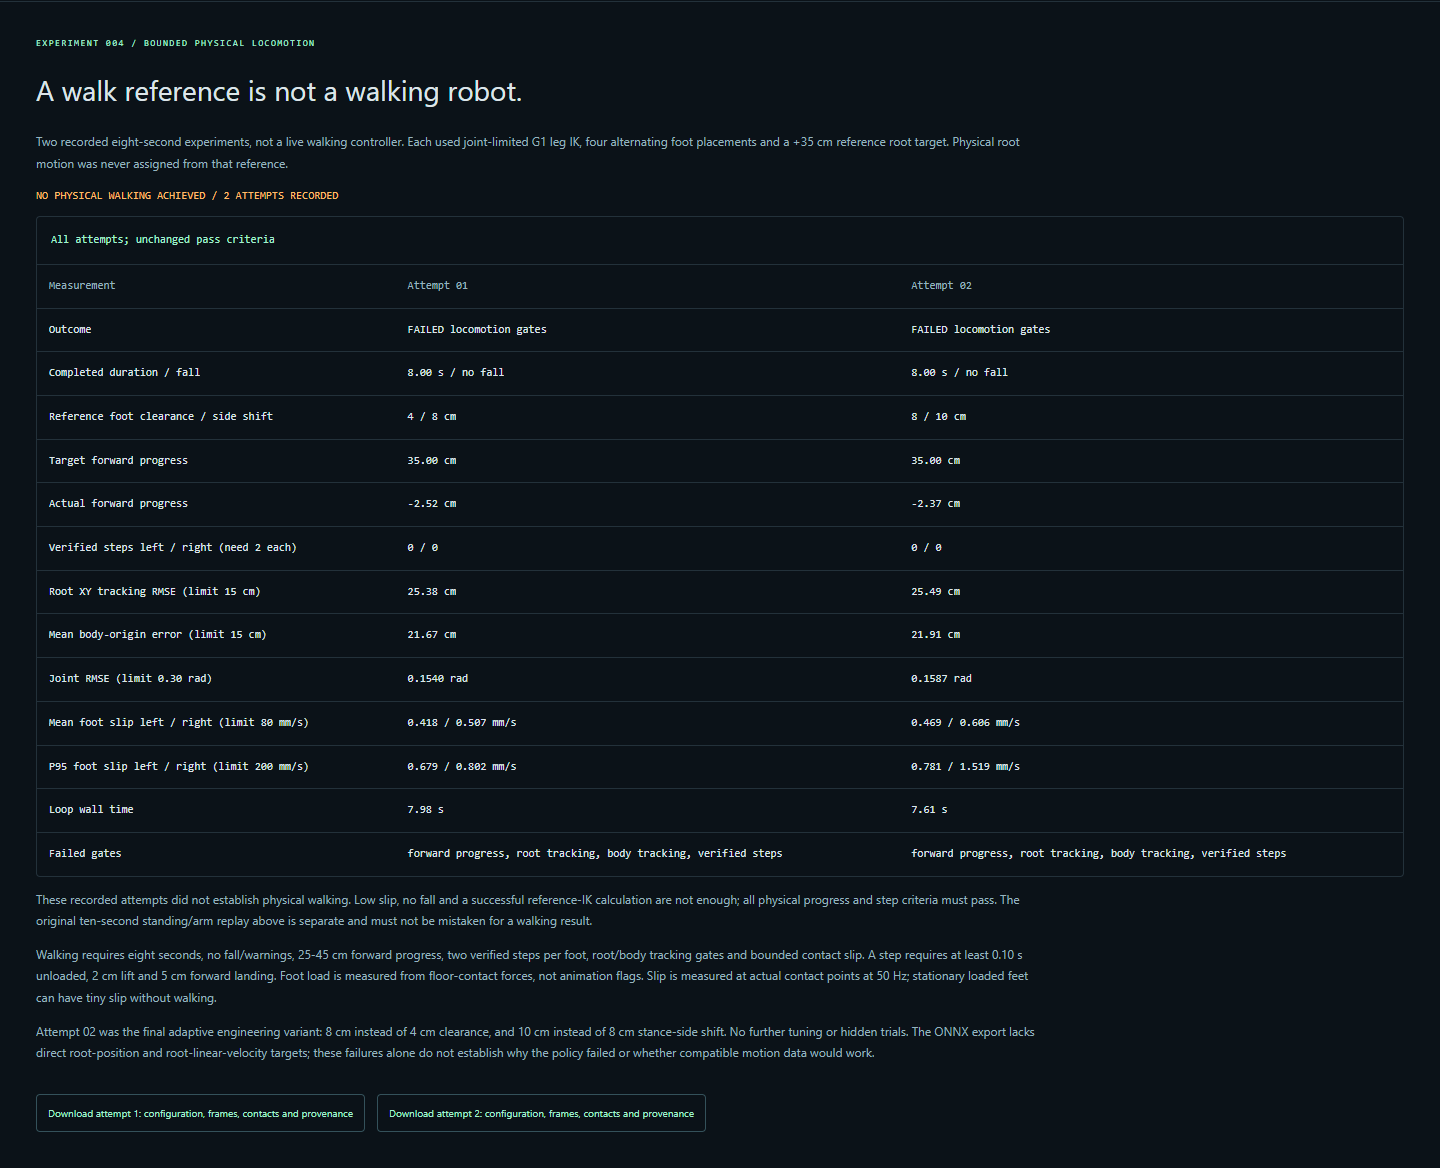 EXPERIMENT 004 / BOUNDED PHYSICAL LOCOMOTION
A walk reference is not a walking robot.
Two recorded eight-second experiments, not a live walking controller. Each used joint-limited G1 leg IK, four alternating foot placements and a +35 cm reference root target. Physical root
motion was never assigned from that reference.
NO PHYSICAL WALKING ACHIEVED / 2 ATTEMPTS RECORDED
All attempts; unchanged pass criteria
Measurement Attempt 01 Attempt 02
Outcome FAILED locomotion gates FAILED locomotion gates
Completed duration / fall 8.00 s / no fall 8.00 s / no fall
Reference foot clearance / side shift 4 / 8 cm 8 / 10 cm
Target forward progress 35.00 cm 35.00 cm
Actual forward progress -2.52 cm -2.37 cm
Verified steps left / right (need 2 each) 0 / 0 0 / 0
Root XY tracking RMSE (limit 15 cm) 25.38 cm 25.49 cm
Mean body-origin error (limit 15 cm) 21.67 cm 21.91 cm
Joint RMSE (limit 0.30 rad) 0.1540 rad 0.1587 rad
Mean foot slip left / right (limit 80 mm/s) 0.418 / 0.507 mm/s 0.469 / 0.606 mm/s
P95 foot slip left / right (limit 200 mm/s) 0.679 / 0.802 mm/s 0.781 / 1.519 mm/s
Loop wall time 7.98 s 7.61 s
Failed gates forward progress, root tracking, body tracking, verified steps forward progress, root tracking, body tracking, verified steps
These recorded attempts did not establish physical walking. Low slip, no fall and a successful reference-IK calculation are not enough; all physical progress and step criteria must pass. The
original ten-second standing/arm replay above is separate and must not be mistaken for a walking result.
Walking requires eight seconds, no fall/warnings, 25-45 cm forward progress, two verified steps per foot, root/body tracking gates and bounded contact slip. A step requires at least 0.10 s
unloaded, 2 cm lift and 5 cm forward landing. Foot load is measured from floor-contact forces, not animation flags. Slip is measured at actual contact points at 50 Hz; stationary loaded feet
can have tiny slip without walking.
Attempt 02 was the final adaptive engineering variant: 8 cm instead of 4 cm clearance, and 10 cm instead of 8 cm stance-side shift. No further tuning or hidden trials. The ONNX export lacks
direct root-position and root-linear-velocity targets; these failures alone do not establish why the policy failed or whether compatible motion data would work.
Download attempt 1: configuration, frames, contacts and provenance Download attempt 2: configuration, frames, contacts and provenance